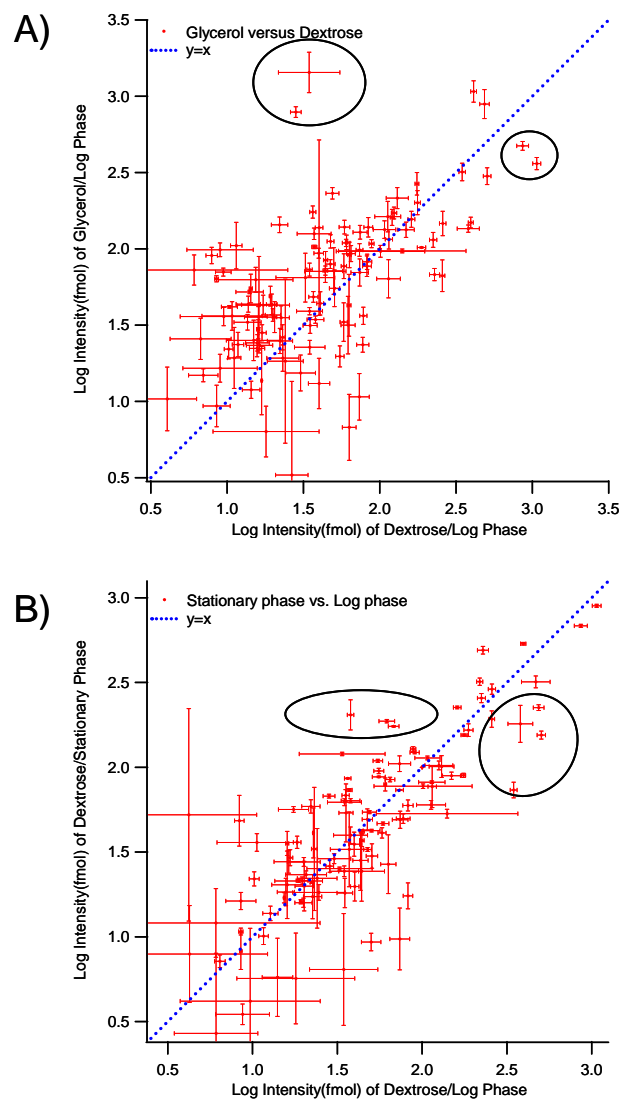 A)
Glycerol versus Dextrose
y=x
3.5
3.0
2.5
2.0
1.5
1.0
0.5
Log Intensity(fmol) of Glycerol/Log Phase
0.5 1.0 1.5 2.0 2.5 3.0 3.5
Log Intensity(fmol) of Dextrose/Log Phase
B)
Stationary phase vs. Log phase
y=x
3.0
2.5
2.0
1.5
1.0
0.5
Log Intensity(fmol) of Dextrose/Stationary Phase
0.5 1.0 1.5 2.0 2.5 3.0
Log Intensity(fmol) of Dextrose/Log Phase